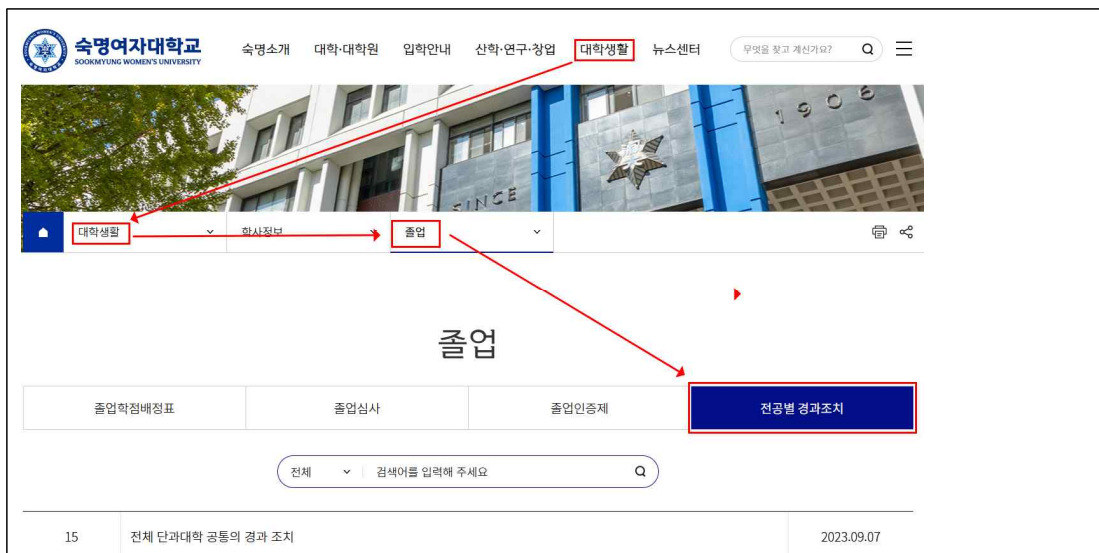 숙명여자대학교
SOOKMYUNG WOMEN'S UNIVERSITY
숙명소개 대학·대학원 입학안내 산학·연구·창업 대학생활 뉴스센터 무엇을 찾고 계신가요?
1906
SINCE
대학생활 학사정보 졸업
졸업
졸업학점배정표 졸업심사 졸업인증제 전공별 경과조치
전체 검색어를 입력해 주세요
15 전체 단과대학 공통의 경과 조치 2023.09.07